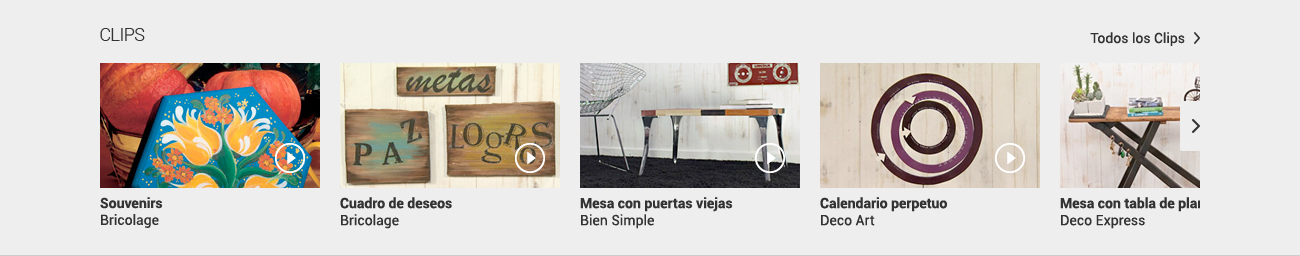 CLIPS
Todos los Clips
metas
PAZ
LOgRS
Souvenirs
Bricolage
Cuadro de deseos
Bricolage
Mesa con puertas viejas
Bien Simple
Calendario perpetuo
Deco Art
Mesa con tabla de plan
Deco Express